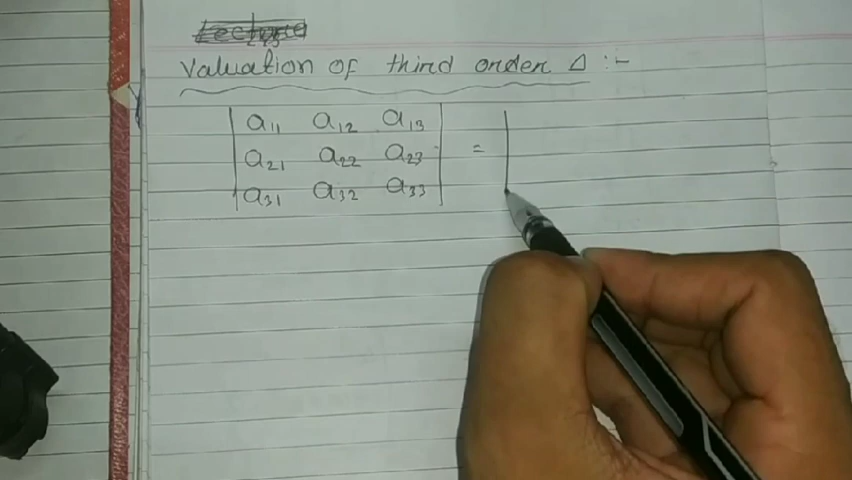 Valuation of third order Δ :-
a11 a12 a13
a21 a22 a23 =
a31 a32 a33